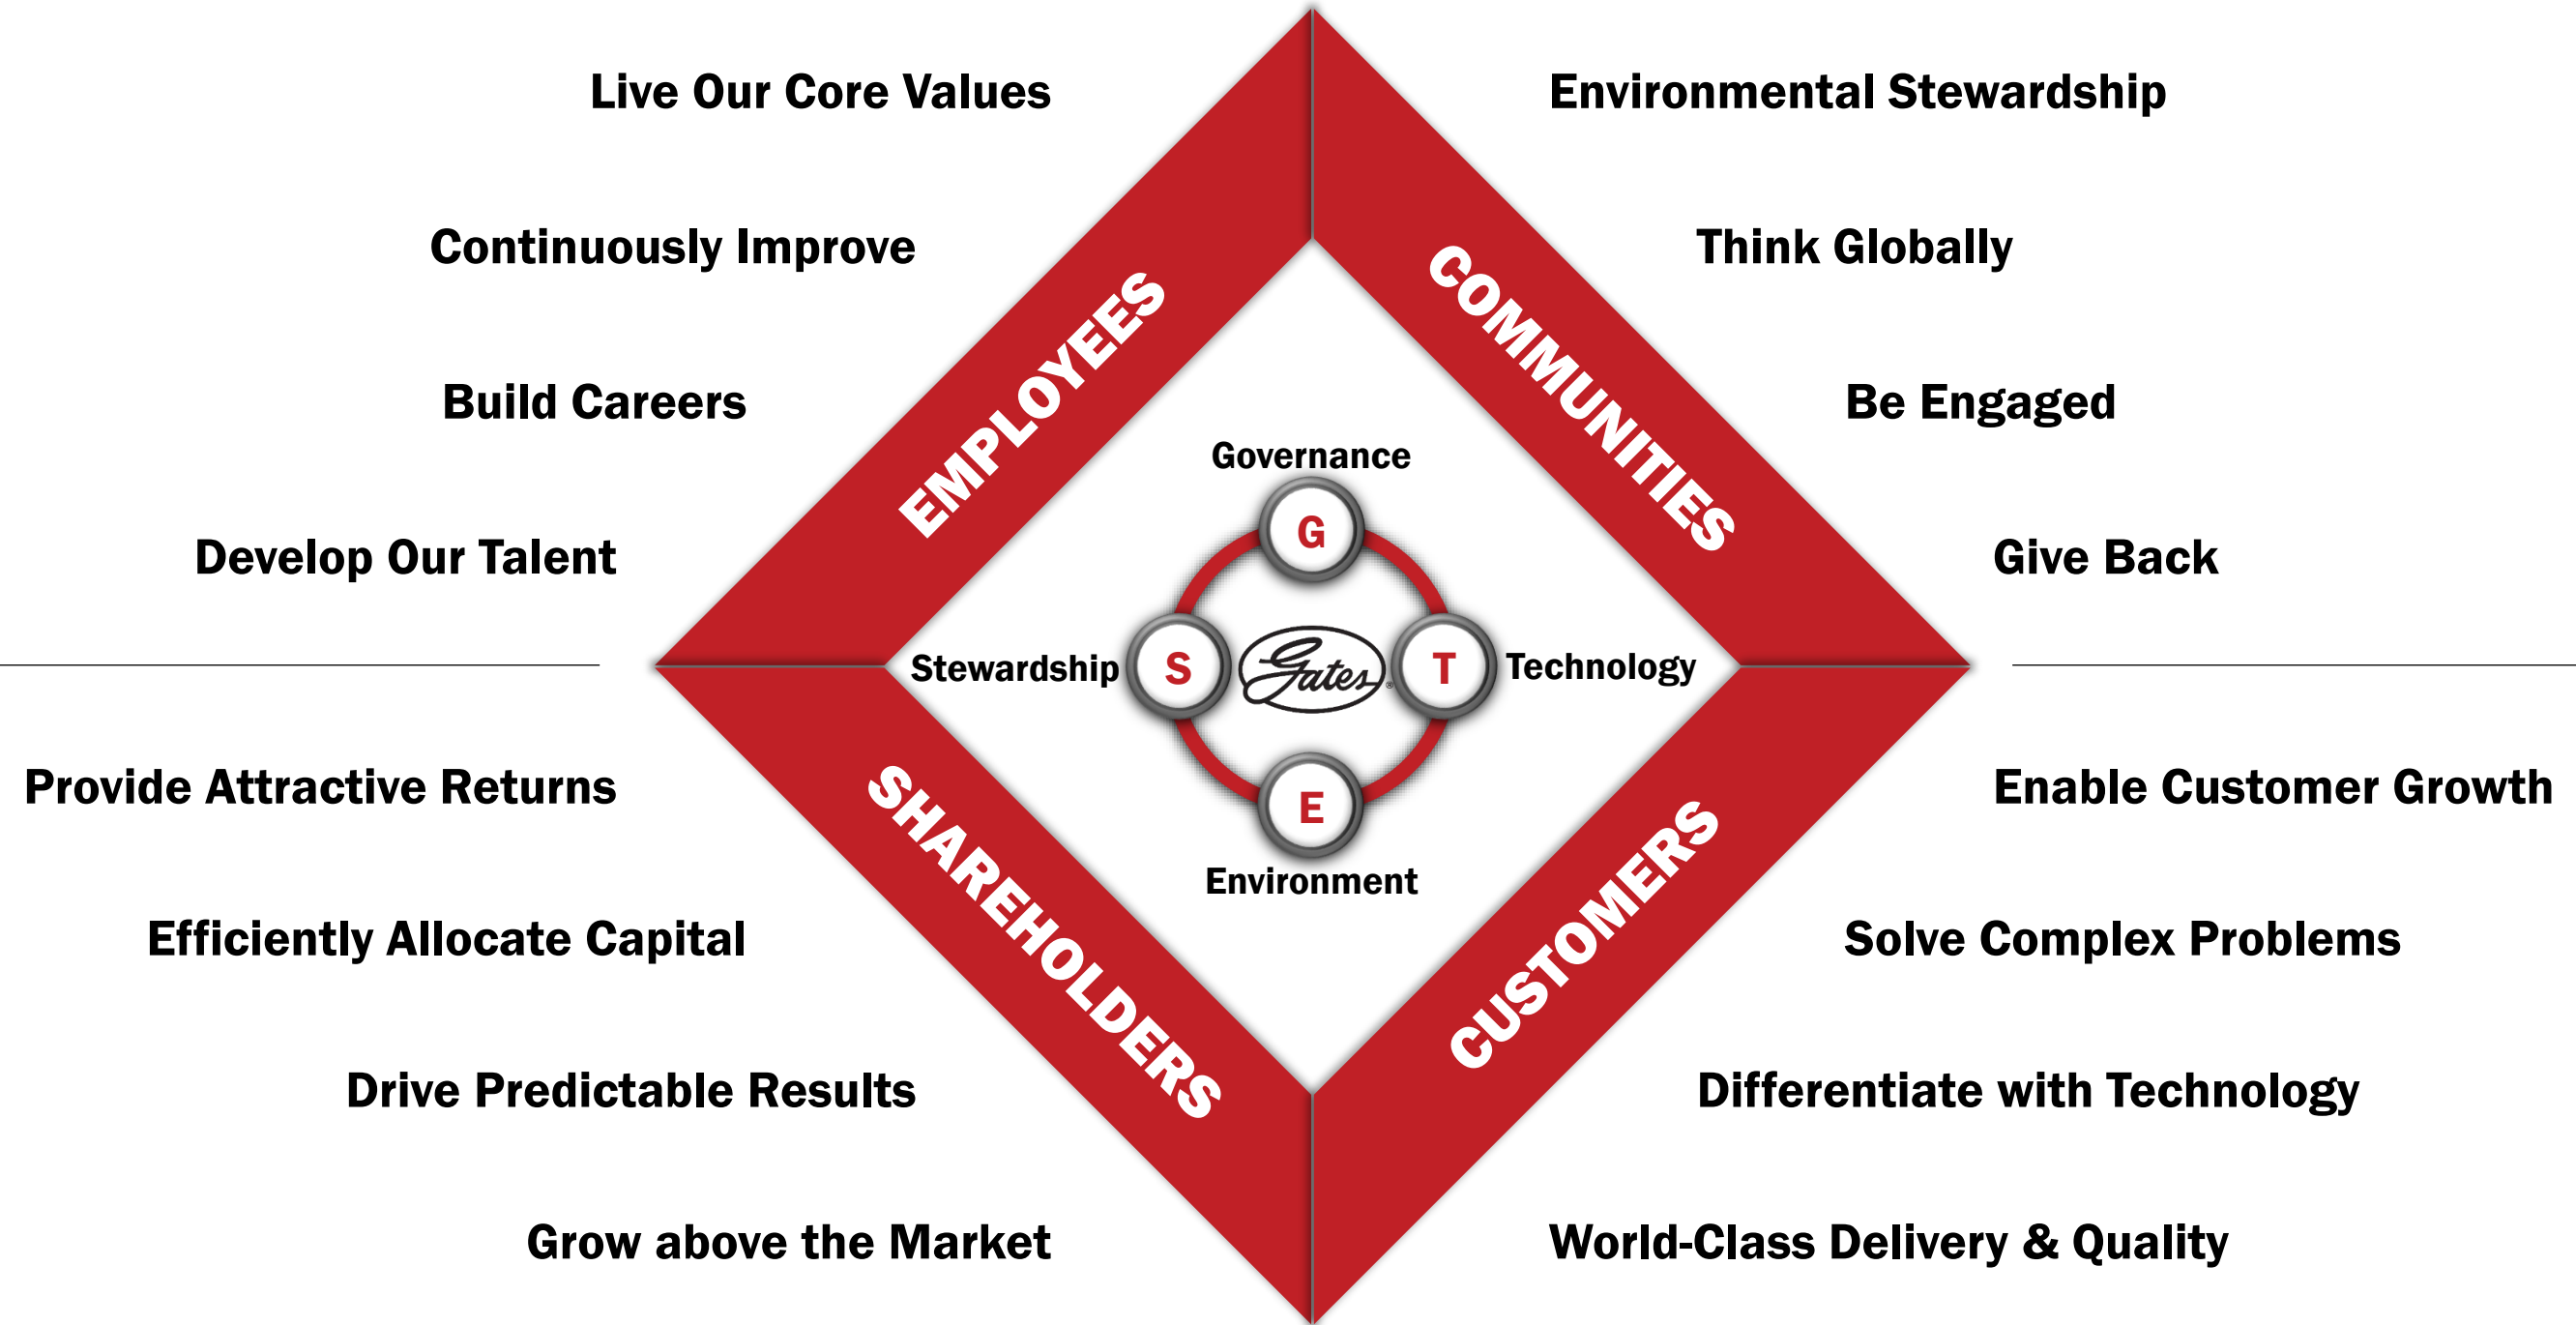 Live Our Core Values
Continuously Improve
Build Careers
Develop Our Talent
EMPLOYEES
Environmental Stewardship
Think Globally
Be Engaged
Give Back
COMMUNITIES
Governance
G
Stewardship
S
Gates®
T
Technology
E
Environment
Provide Attractive Returns
Efficiently Allocate Capital
Drive Predictable Results
Grow above the Market
SHAREHOLDERS
Enable Customer Growth
Solve Complex Problems
Differentiate with Technology
World-Class Delivery & Quality
CUSTOMERS